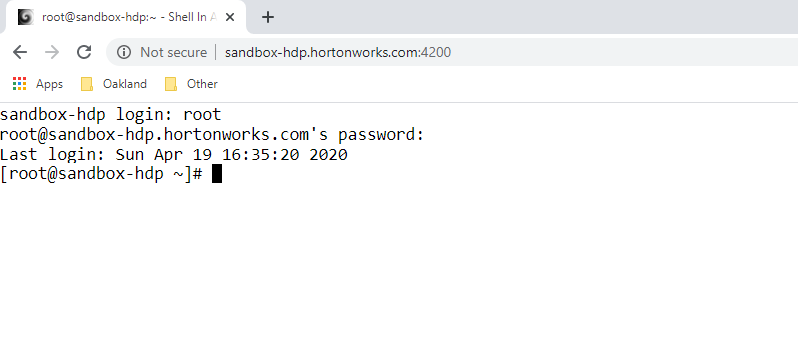 root@sandbox-hdp:~ - Shell In A
Not secure | sandbox-hdp.hortonworks.com:4200
Apps Oakland Other
sandbox-hdp login: root
root@sandbox-hdp.hortonworks.com's password:
Last login: Sun Apr 19 16:35:20 2020
[root@sandbox-hdp ~]#